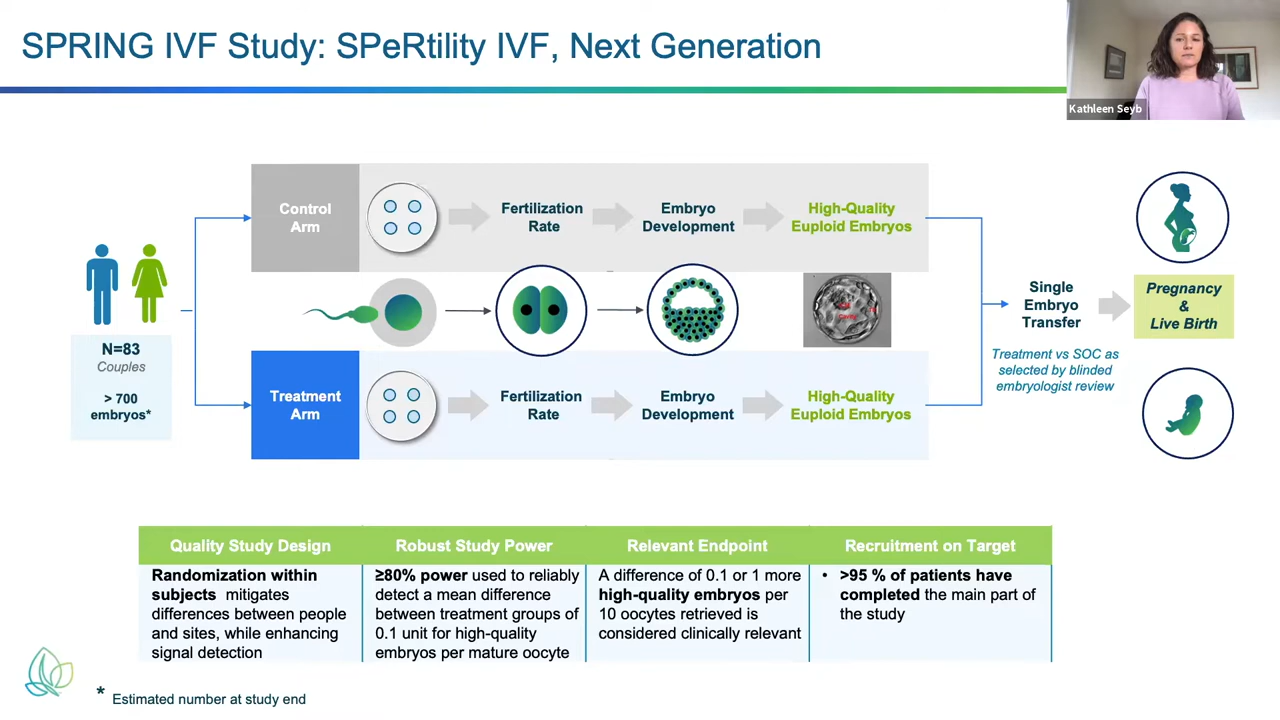 SPRING IVF Study: SPeRtility IVF, Next Generation
Kathleen Seyb
Control
Arm
Fertilization
Rate
Embryo
Development
High-Quality
Euploid Embryos
N=83
Couples
> 700
embryos*
Treatment
Arm
Fertilization
Rate
Embryo
Development
High-Quality
Euploid Embryos
Single
Embryo
Transfer
Treatment vs SOC as
selected by blinded
embryologist review
Pregnancy
&
Live Birth
Quality Study Design
Randomization within
subjects mitigates
differences between people
and sites, while enhancing
signal detection
Robust Study Power
≥80% power used to reliably
detect a mean difference
between treatment groups of
0.1 unit for high-quality
embryos per mature oocyte
Relevant Endpoint
A difference of 0.1 or 1 more
high-quality embryos per
10 oocytes retrieved is
considered clinically relevant
Recruitment on Target
• >95 % of patients have
completed the main part of
the study
* Estimated number at study end